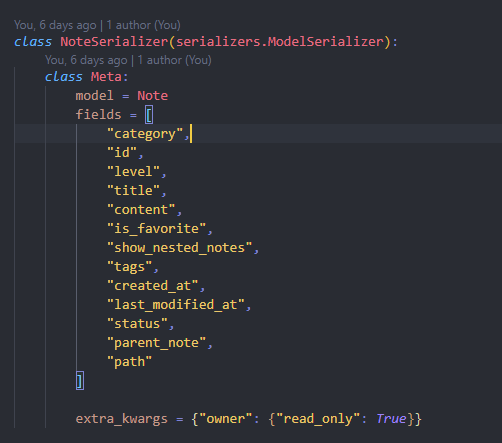 You, 6 days ago | 1 author (You)
class NoteSerializer(serializers.ModelSerializer):
You, 6 days ago | 1 author (You)
class Meta:
model = Note
fields = [
"category",
"id",
"level",
"title",
"content",
"is_favorite",
"show_nested_notes",
"tags",
"created_at",
"last_modified_at",
"status",
"parent_note",
"path"
]
extra_kwargs = {"owner": {"read_only": True}}